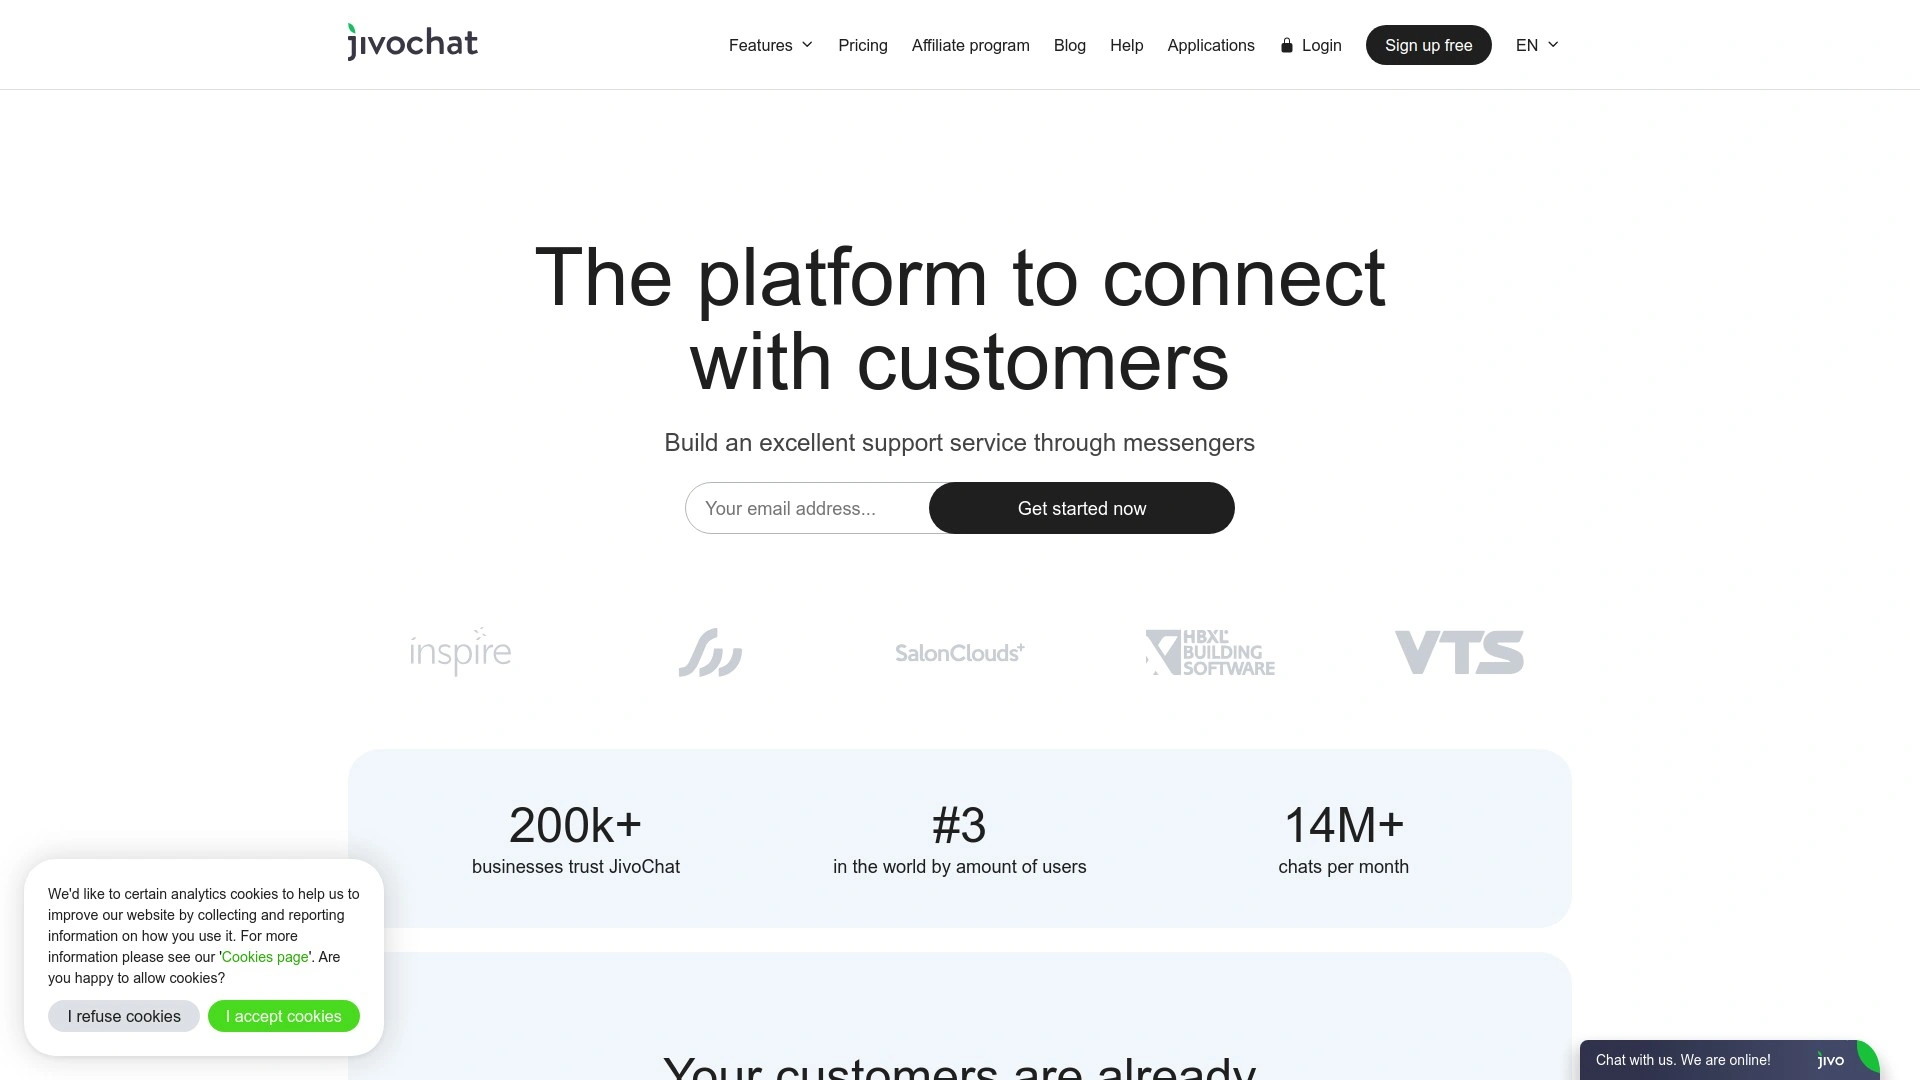 jivochat
Features
Pricing
Affiliate program
Blog
Help
Applications
Login
Sign up free
EN
The platform to connect
with customers
Build an excellent support service through messengers
Your email address...
Get started now
inspire
SalonClouds+
HBXL
BUILDING
SOFTWARE
VTS
200k+
businesses trust JivoChat
#3
in the world by amount of users
14M+
chats per month
We'd like to certain analytics cookies to help us to
improve our website by collecting and reporting
information on how you use it. For more
information please see our 'Cookies page'. Are
you happy to allow cookies?
I refuse cookies
I accept cookies
Your customers are already
Chat with us. We are online!
jivo